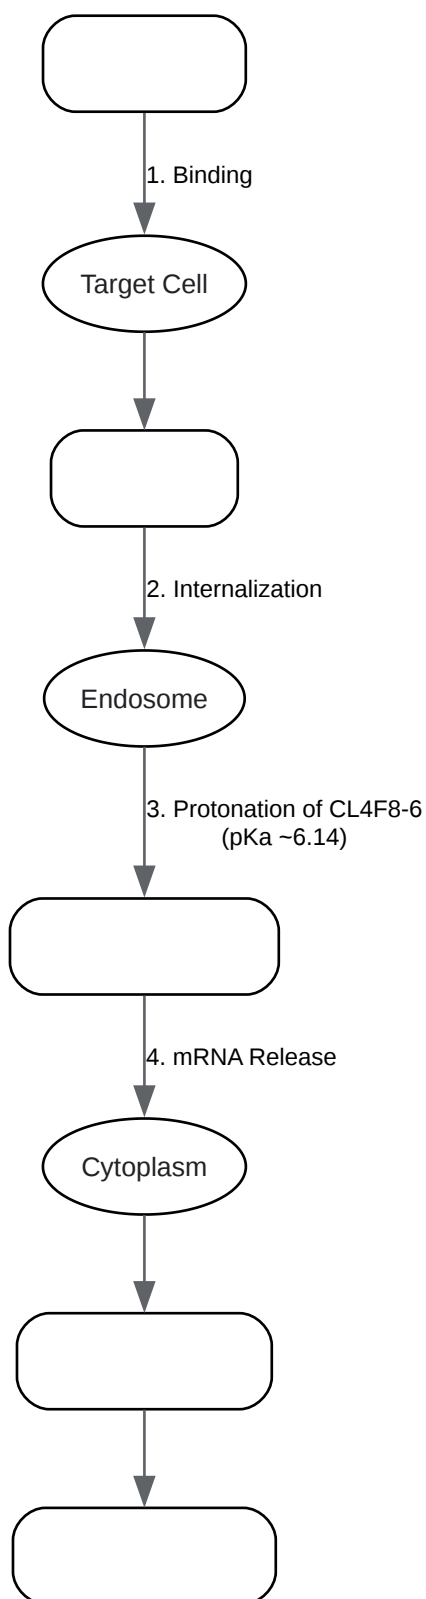 1. Binding
Target Cell
2. Internalization
Endosome
3. Protonation of CL4F8-6
(pKa ~6.14)
4. mRNA Release
Cytoplasm